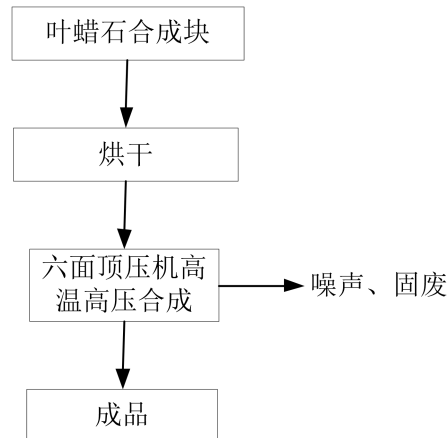 叶蜡石合成块
烘干
六面顶压机高
温高压合成
噪声、固废
成品